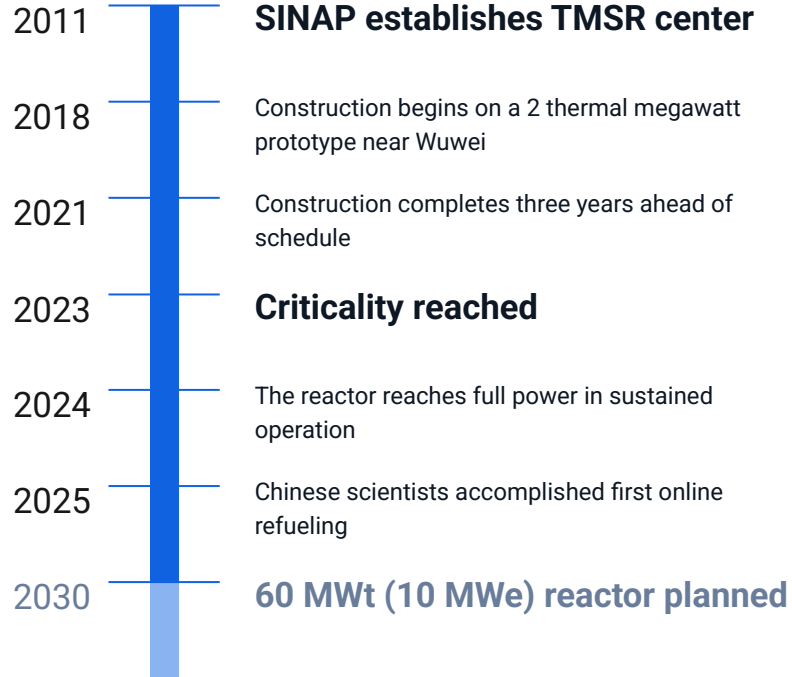 2011
SINAP establishes TMSR center
2018
Construction begins on a 2 thermal megawatt
prototype near Wuwei
2021
Construction completes three years ahead of
schedule
2023
Criticality reached
2024
The reactor reaches full power in sustained
operation
2025
Chinese scientists accomplished first online
refueling
2030
60 MWt (10 MWe) reactor planned